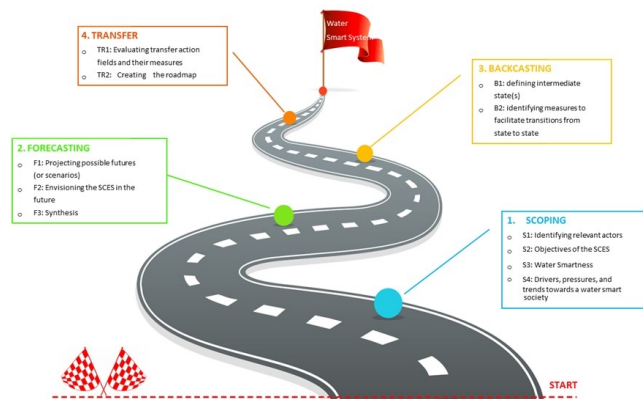 Water
Smart System
4. TRANSFER
TR1: Evaluating transfer action
fields and their measures
TR2: Creating the roadmap
3. BACKCASTING
B1: defining intermediate
state(s)
B2: identifying measures to
facilitate transitions from
state to state
2. FORECASTING
F1: Projecting possible futures
(or scenarios)
F2: Envisioning the SCES in the
future
F3: Synthesis
1. SCOPING
S1: Identifying relevant actors
S2: Objectives of the SCES
S3: Water Smartness
S4: Drivers, pressures, and
trends towards a water smart
society
START